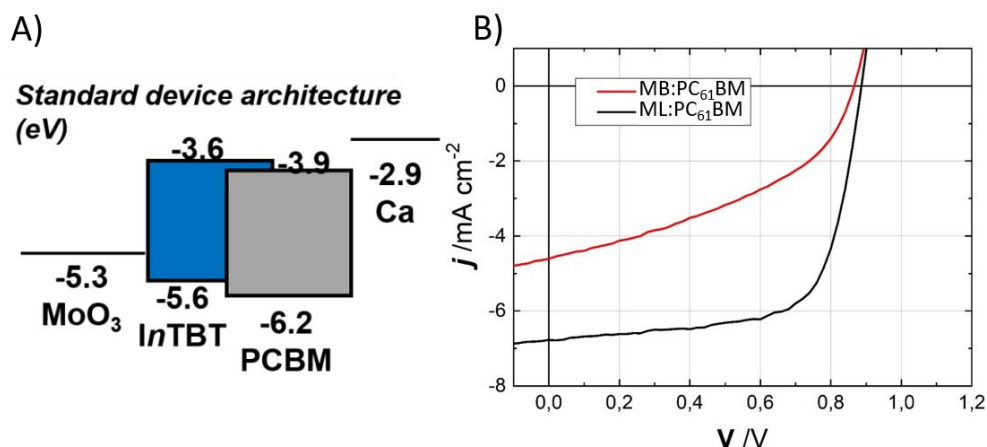 A)
Standard device architecture
(eV)
-3.6
-3.9
-2.9
Ca
-5.3
MoO₃
-5.6
InTBT
-6.2
PCBM
B)
MB:PC₆₁BM
ML:PC₆₁BM
0
-2
-4
-6
-8
j /mA cm⁻²
0,0 0,2 0,4 0,6 0,8 1,0 1,2
V /V